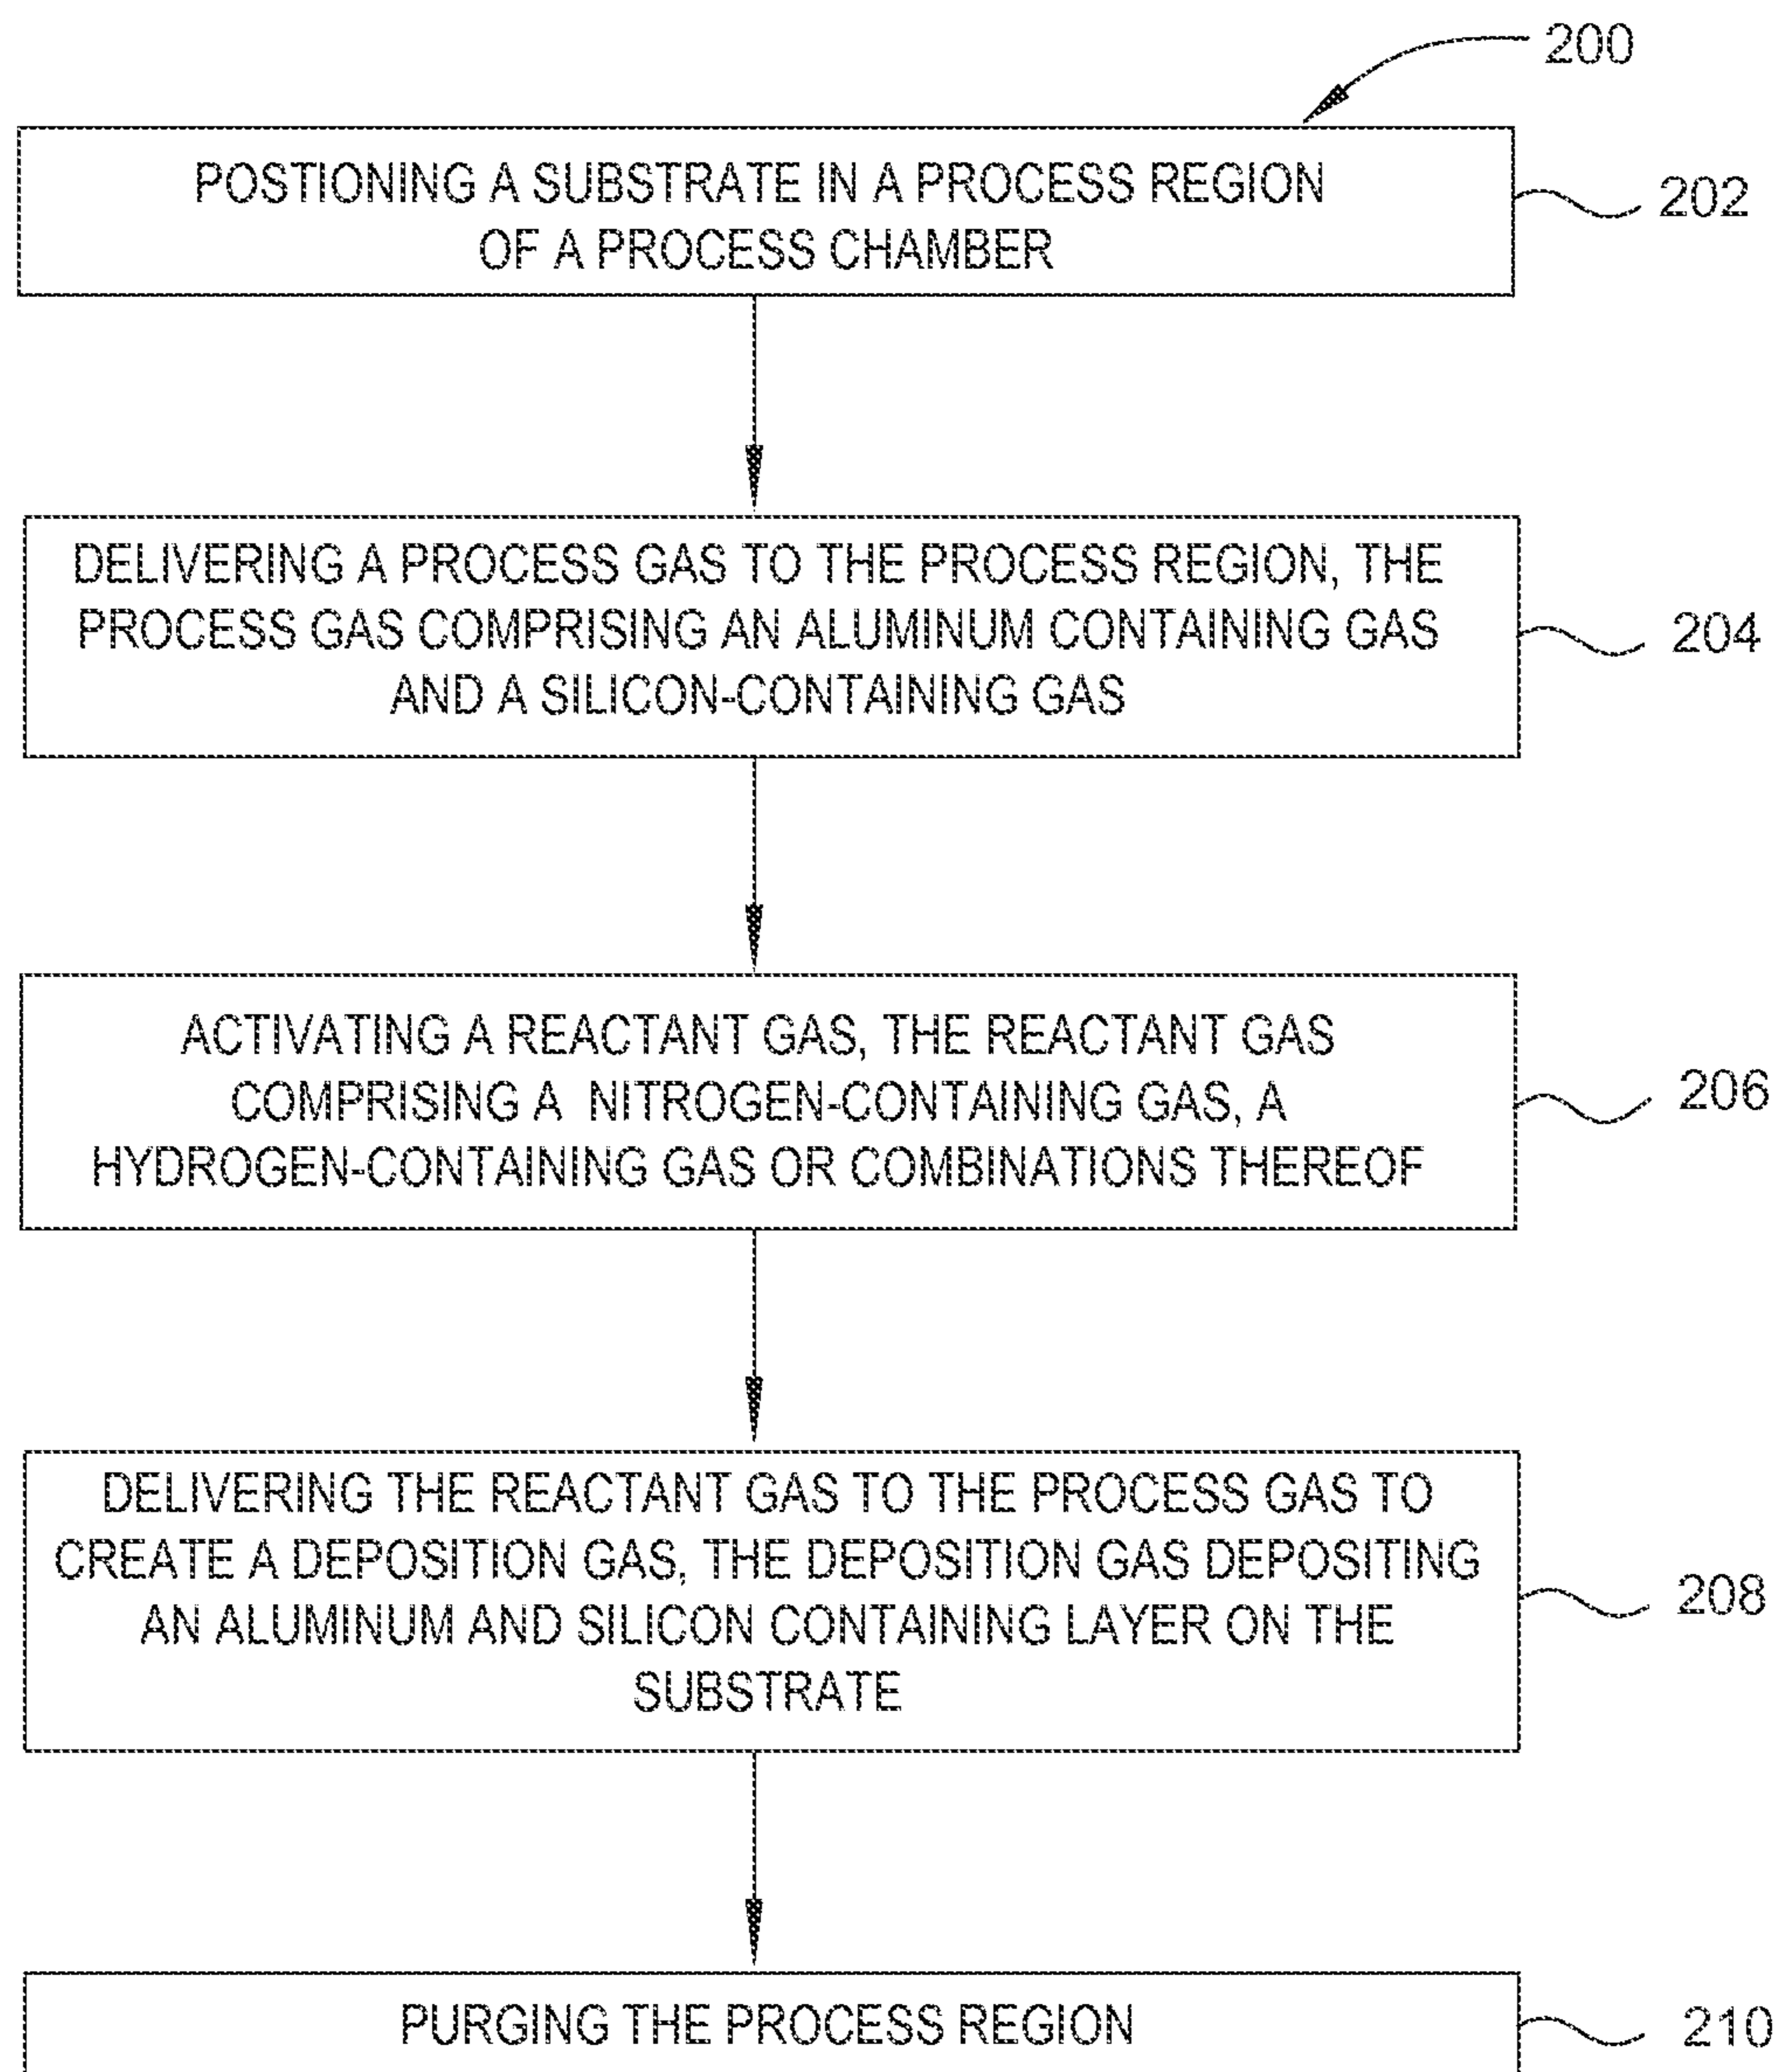 200
POSTIONING A SUBSTRATE IN A PROCESS REGION
OF A PROCESS CHAMBER
202
DELIVERING A PROCESS GAS TO THE PROCESS REGION, THE
PROCESS GAS COMPRISING AN ALUMINUM CONTAINING GAS
AND A SILICON-CONTAINING GAS
204
ACTIVATING A REACTANT GAS, THE REACTANT GAS
COMPRISING A NITROGEN-CONTAINING GAS, A
HYDROGEN-CONTAINING GAS OR COMBINATIONS THEREOF
206
DELIVERING THE REACTANT GAS TO THE PROCESS GAS TO
CREATE A DEPOSITION GAS, THE DEPOSITION GAS DEPOSITING
AN ALUMINUM AND SILICON CONTAINING LAYER ON THE
SUBSTRATE
208
PURGING THE PROCESS REGION
210